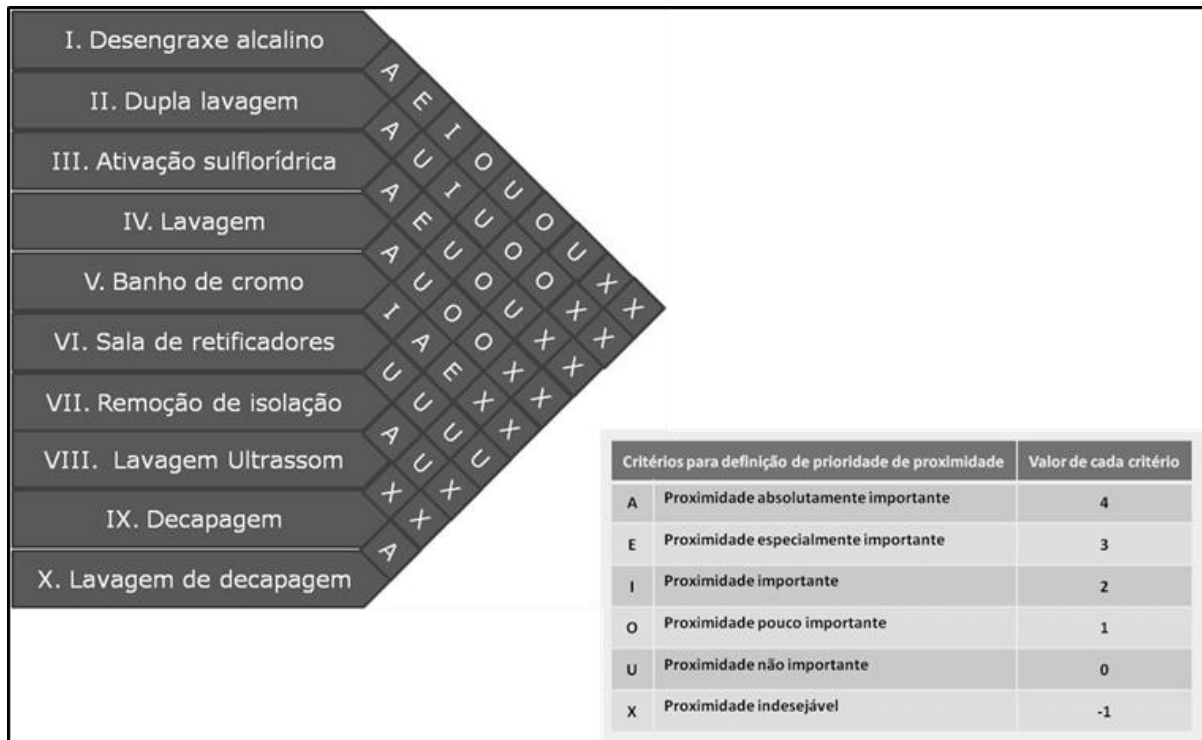 I. Desengraxe alcalino
A E I O U O U X X
II. Dupla lavagem
A U I U O O X X
III. Ativação sulflorídrica
A E U O U X X
IV. Lavagem
A U O O X X
V. Banho de cromo
I A E X X
VI. Sala de retificadores
U U U U
VII. Remoção de isolação
A U X
VIII. Lavagem Ultrassom
X X
IX. Decapagem
A
X. Lavagem de decapagem
Critérios para definição de prioridade de proximidade Valor de cada critério
A Proximidade absolutamente importante 4
E Proximidade especialmente importante 3
I Proximidade importante 2
O Proximidade pouco importante 1
U Proximidade não importante 0
X Proximidade indesejável -1